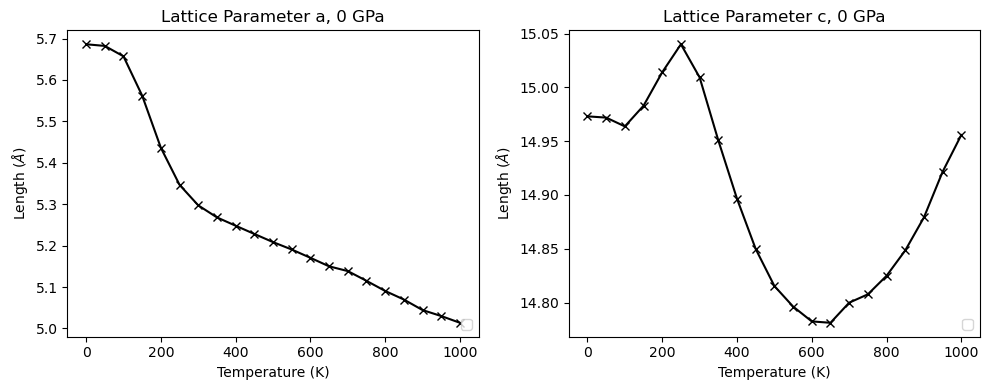 Lattice Parameter a, 0 GPa
Length (Å)
5.7
5.6
5.5
5.4
5.3
5.2
5.1
5.0
0 200 400 600 800 1000
Temperature (K)
Lattice Parameter c, 0 GPa
Length (Å)
15.05
15.00
14.95
14.90
14.85
14.80
0 200 400 600 800 1000
Temperature (K)